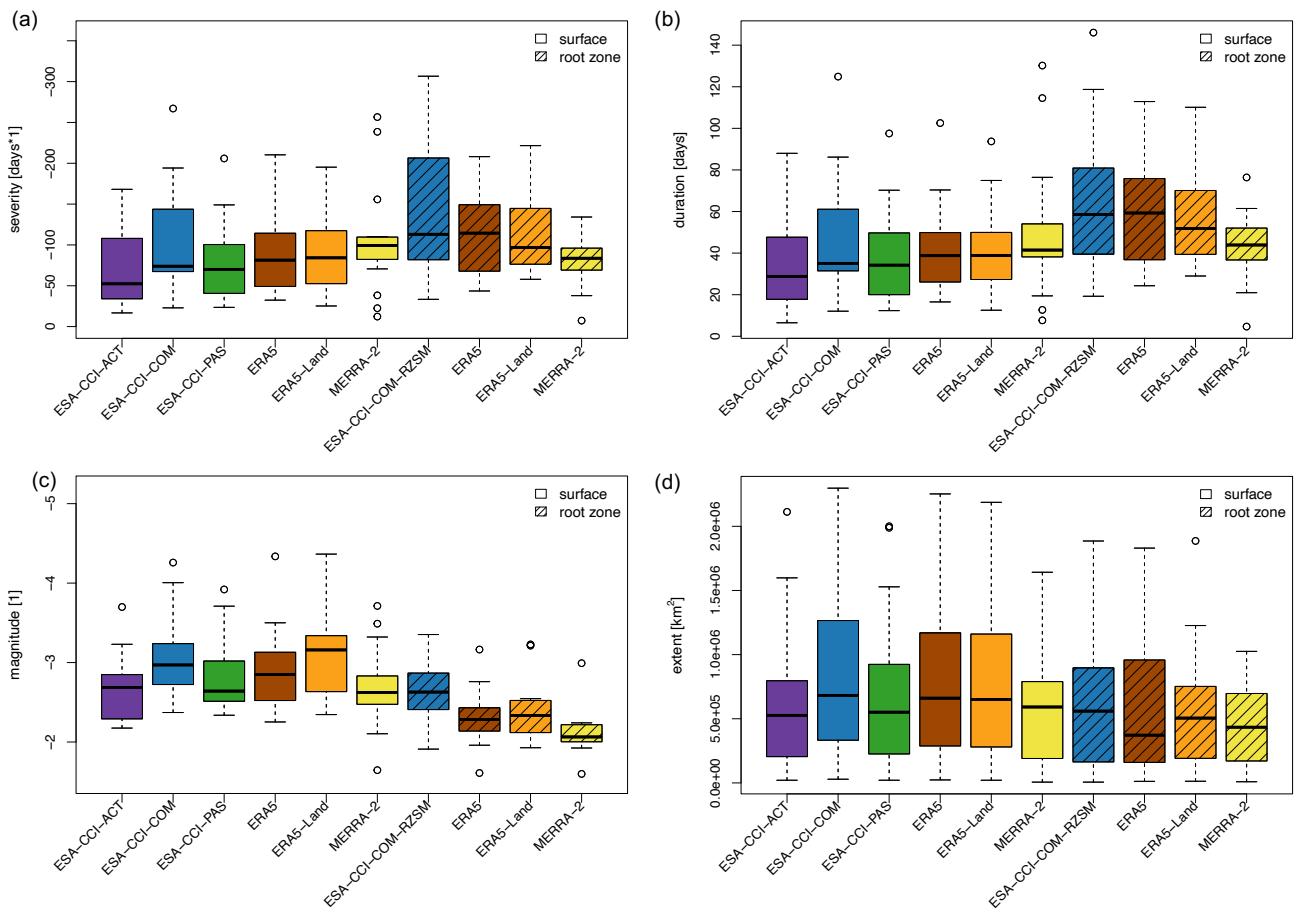 (a)
surface
root zone
severity [days*1]
-300
-200
-100
-50
0
ESA-CCI-ACT
ESA-CCI-COM
ESA-CCI-PAS
ERA5
ERA5-Land
MERRA-2
ESA-CCI-COM-RZSM
ERA5
ERA5-Land
MERRA-2
(b)
surface
root zone
duration [days]
140
120
100
80
60
40
20
0
ESA-CCI-ACT
ESA-CCI-COM
ESA-CCI-PAS
ERA5
ERA5-Land
MERRA-2
ESA-CCI-COM-RZSM
ERA5
ERA5-Land
MERRA-2
(c)
surface
root zone
magnitude [1]
-5
-4
-3
-2
ESA-CCI-ACT
ESA-CCI-COM
ESA-CCI-PAS
ERA5
ERA5-Land
MERRA-2
ESA-CCI-COM-RZSM
ERA5
ERA5-Land
MERRA-2
(d)
surface
root zone
extent [km²]
2.0e+06
1.5e+06
1.0e+06
5.0e+05
0.0e+00
ESA-CCI-ACT
ESA-CCI-COM
ESA-CCI-PAS
ERA5
ERA5-Land
MERRA-2
ESA-CCI-COM-RZSM
ERA5
ERA5-Land
MERRA-2